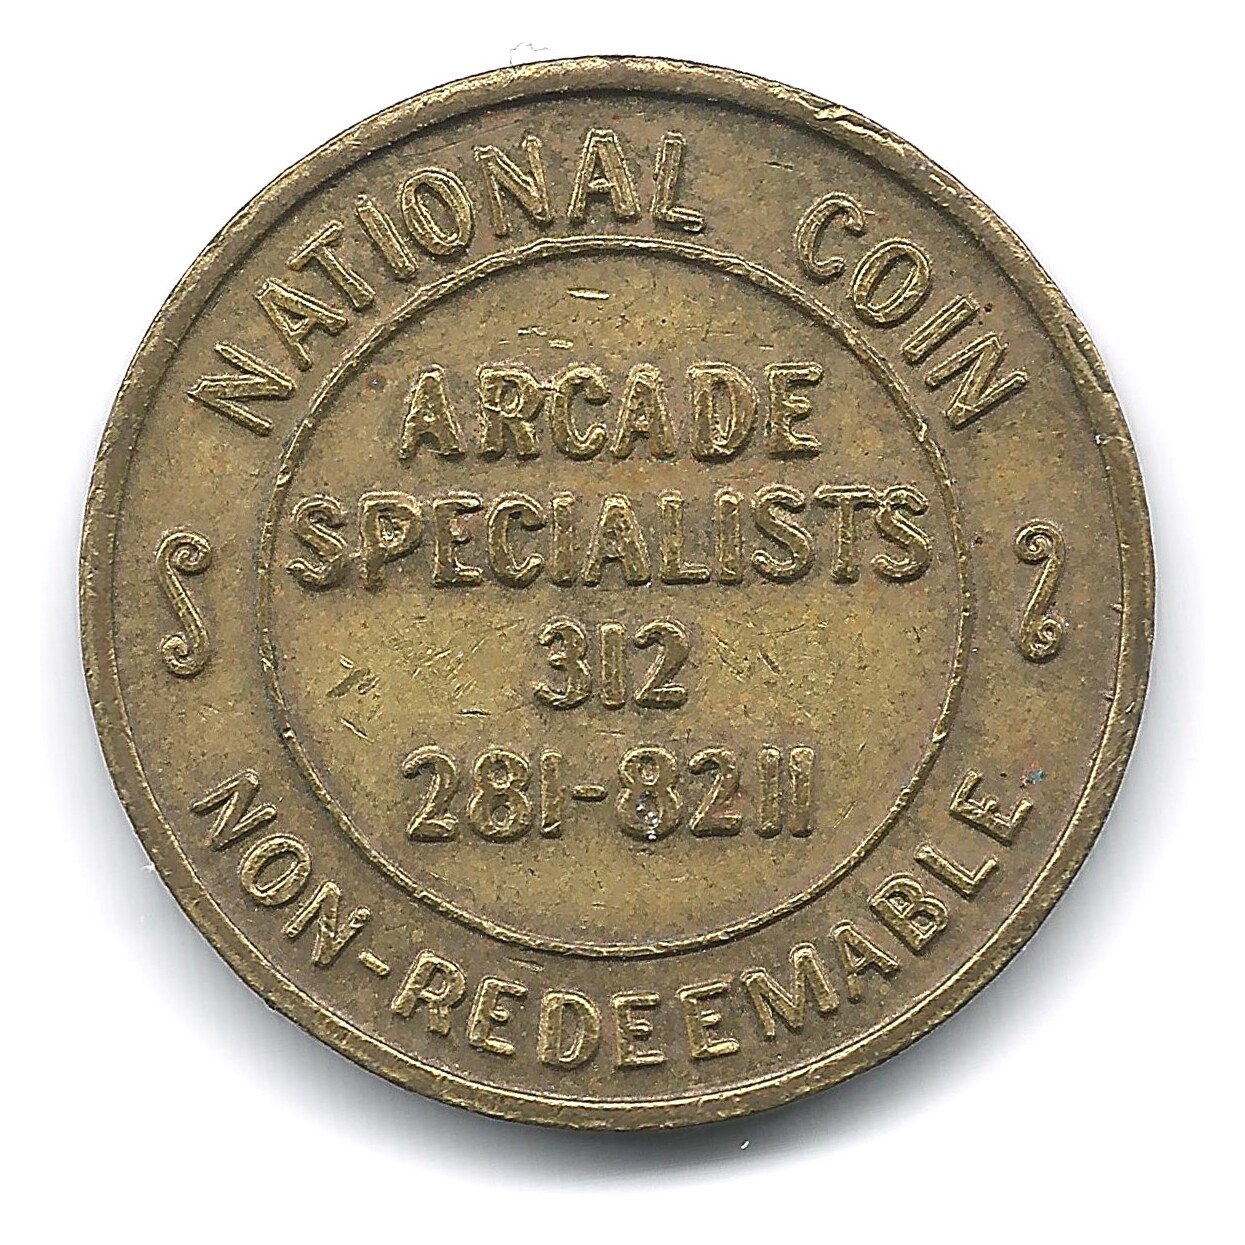 NATIONAL COIN
ARCADE
SPECIALISTS
312
281-8211
NON-REDEEMABLE